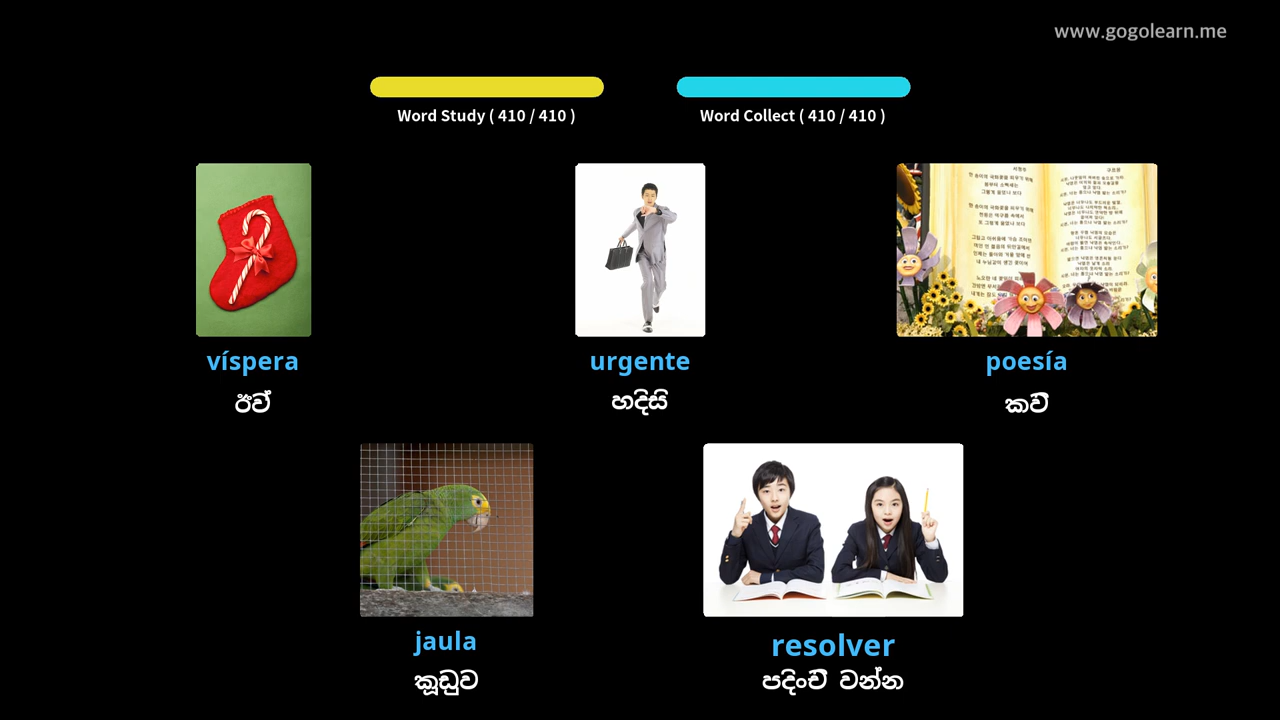 www.gogolearn.me
Word Study ( 410 / 410 )
Word Collect ( 410 / 410 )
víspera
urgente
poesía
ඊව්
හදිසි
කවි
jaula
resolver
කූඩුව
පදිංචි වන්න